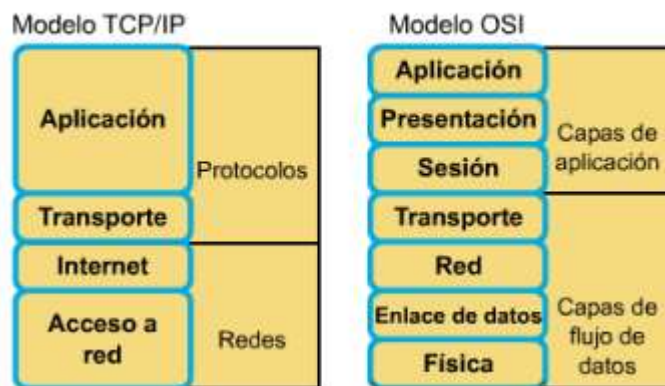 Modelo TCP/IP
Aplicación
Transporte
Internet
Acceso a
red
Protocolos
Redes
Modelo OSI
Aplicación
Presentación
Sesión
Transporte
Red
Enlace de datos
Física
Capas de
aplicación
Capas de
flujo de
datos